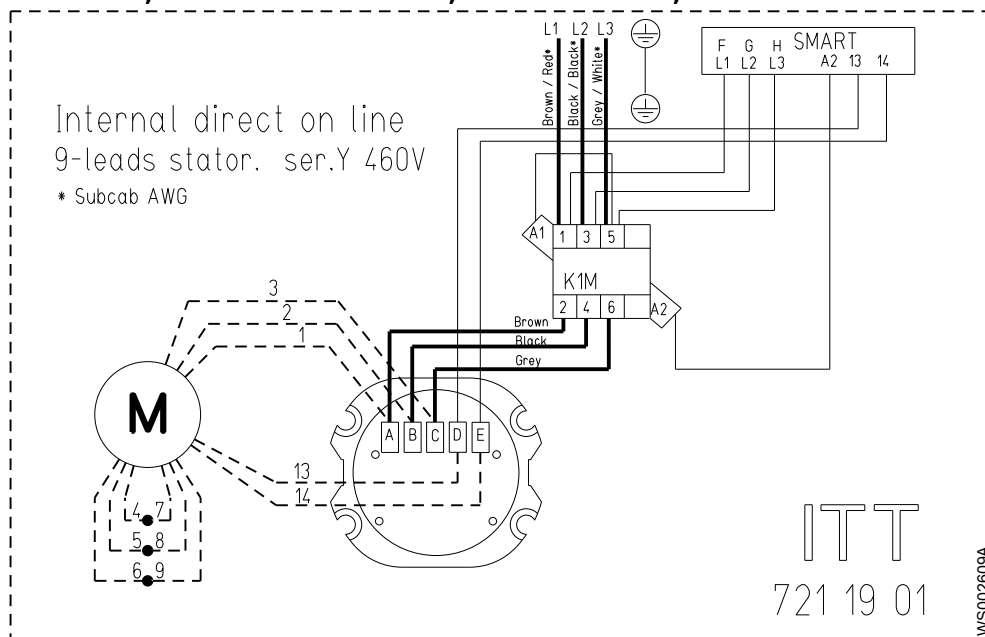 L1 L2 L3
Brown / Red*
Black / Black*
Grey / White*
F G H SMART
L1 L2 L3 A2 13 14
Internal direct on line
9-leads stator. ser.Y 460V
* Subcab AWG
A1 1 3 5
K1M
2 4 6 A2
Brown
Black
Grey
3
2
1
M
A B C D E
13
14
4 7
5 8
6 9
ITT
721 19 01
WS002609A